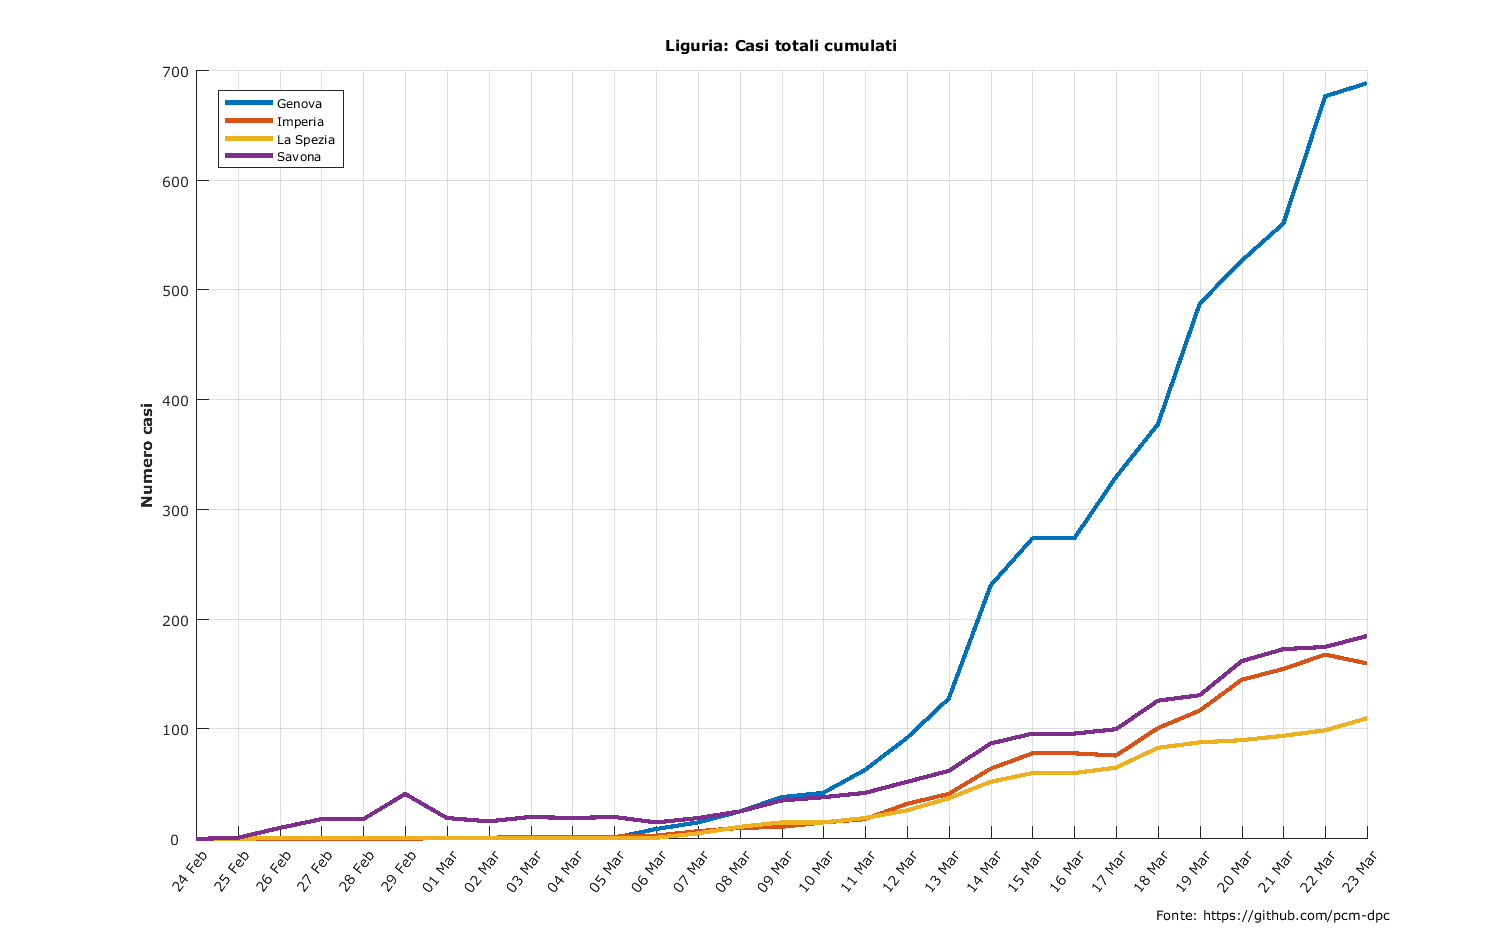 Liguria: Casi totali cumulati
700
600
500
400
300
200
100
0
Numero casi
Genova
Imperia
La Spezia
Savona
24 Feb
25 Feb
26 Feb
27 Feb
28 Feb
29 Feb
01 Mar
02 Mar
03 Mar
04 Mar
05 Mar
06 Mar
07 Mar
08 Mar
09 Mar
10 Mar
11 Mar
12 Mar
13 Mar
14 Mar
15 Mar
16 Mar
17 Mar
18 Mar
19 Mar
20 Mar
21 Mar
22 Mar
23 Mar
Fonte: https://github.com/pcm-dpc